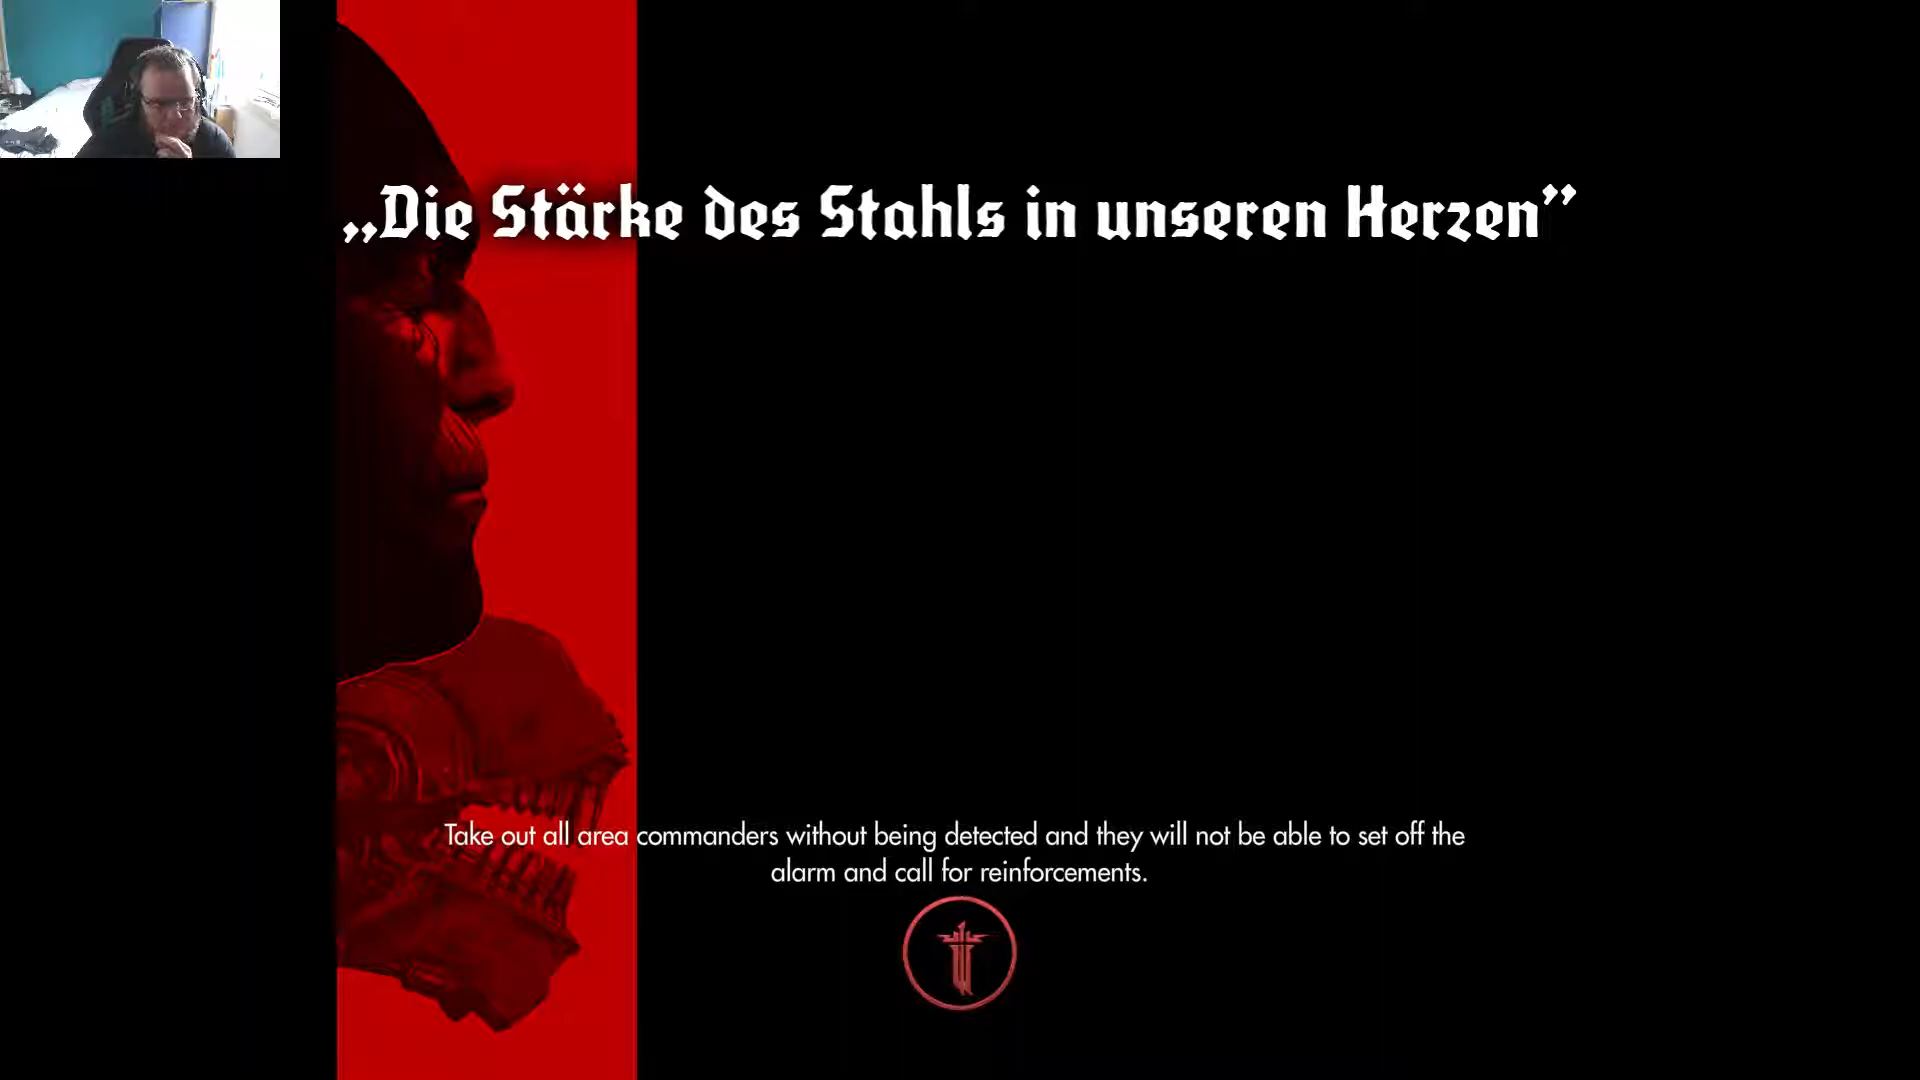 „Die Stärke des Stahls in unseren Herzen”
Take out all area commanders without being detected and they will not be able to set off the
alarm and call for reinforcements.